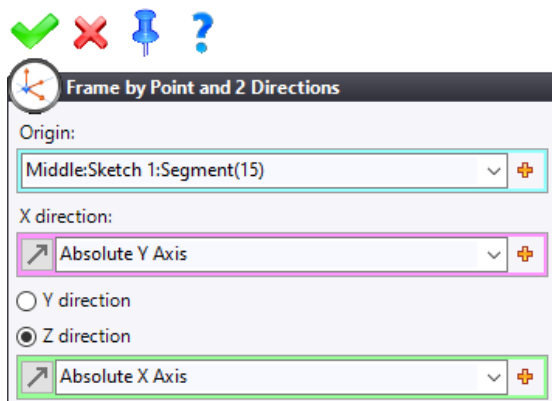 Frame by Point and 2 Directions
Origin:
Middle:Sketch 1:Segment(15)
X direction:
Absolute Y Axis
Y direction
Z direction
Absolute X Axis